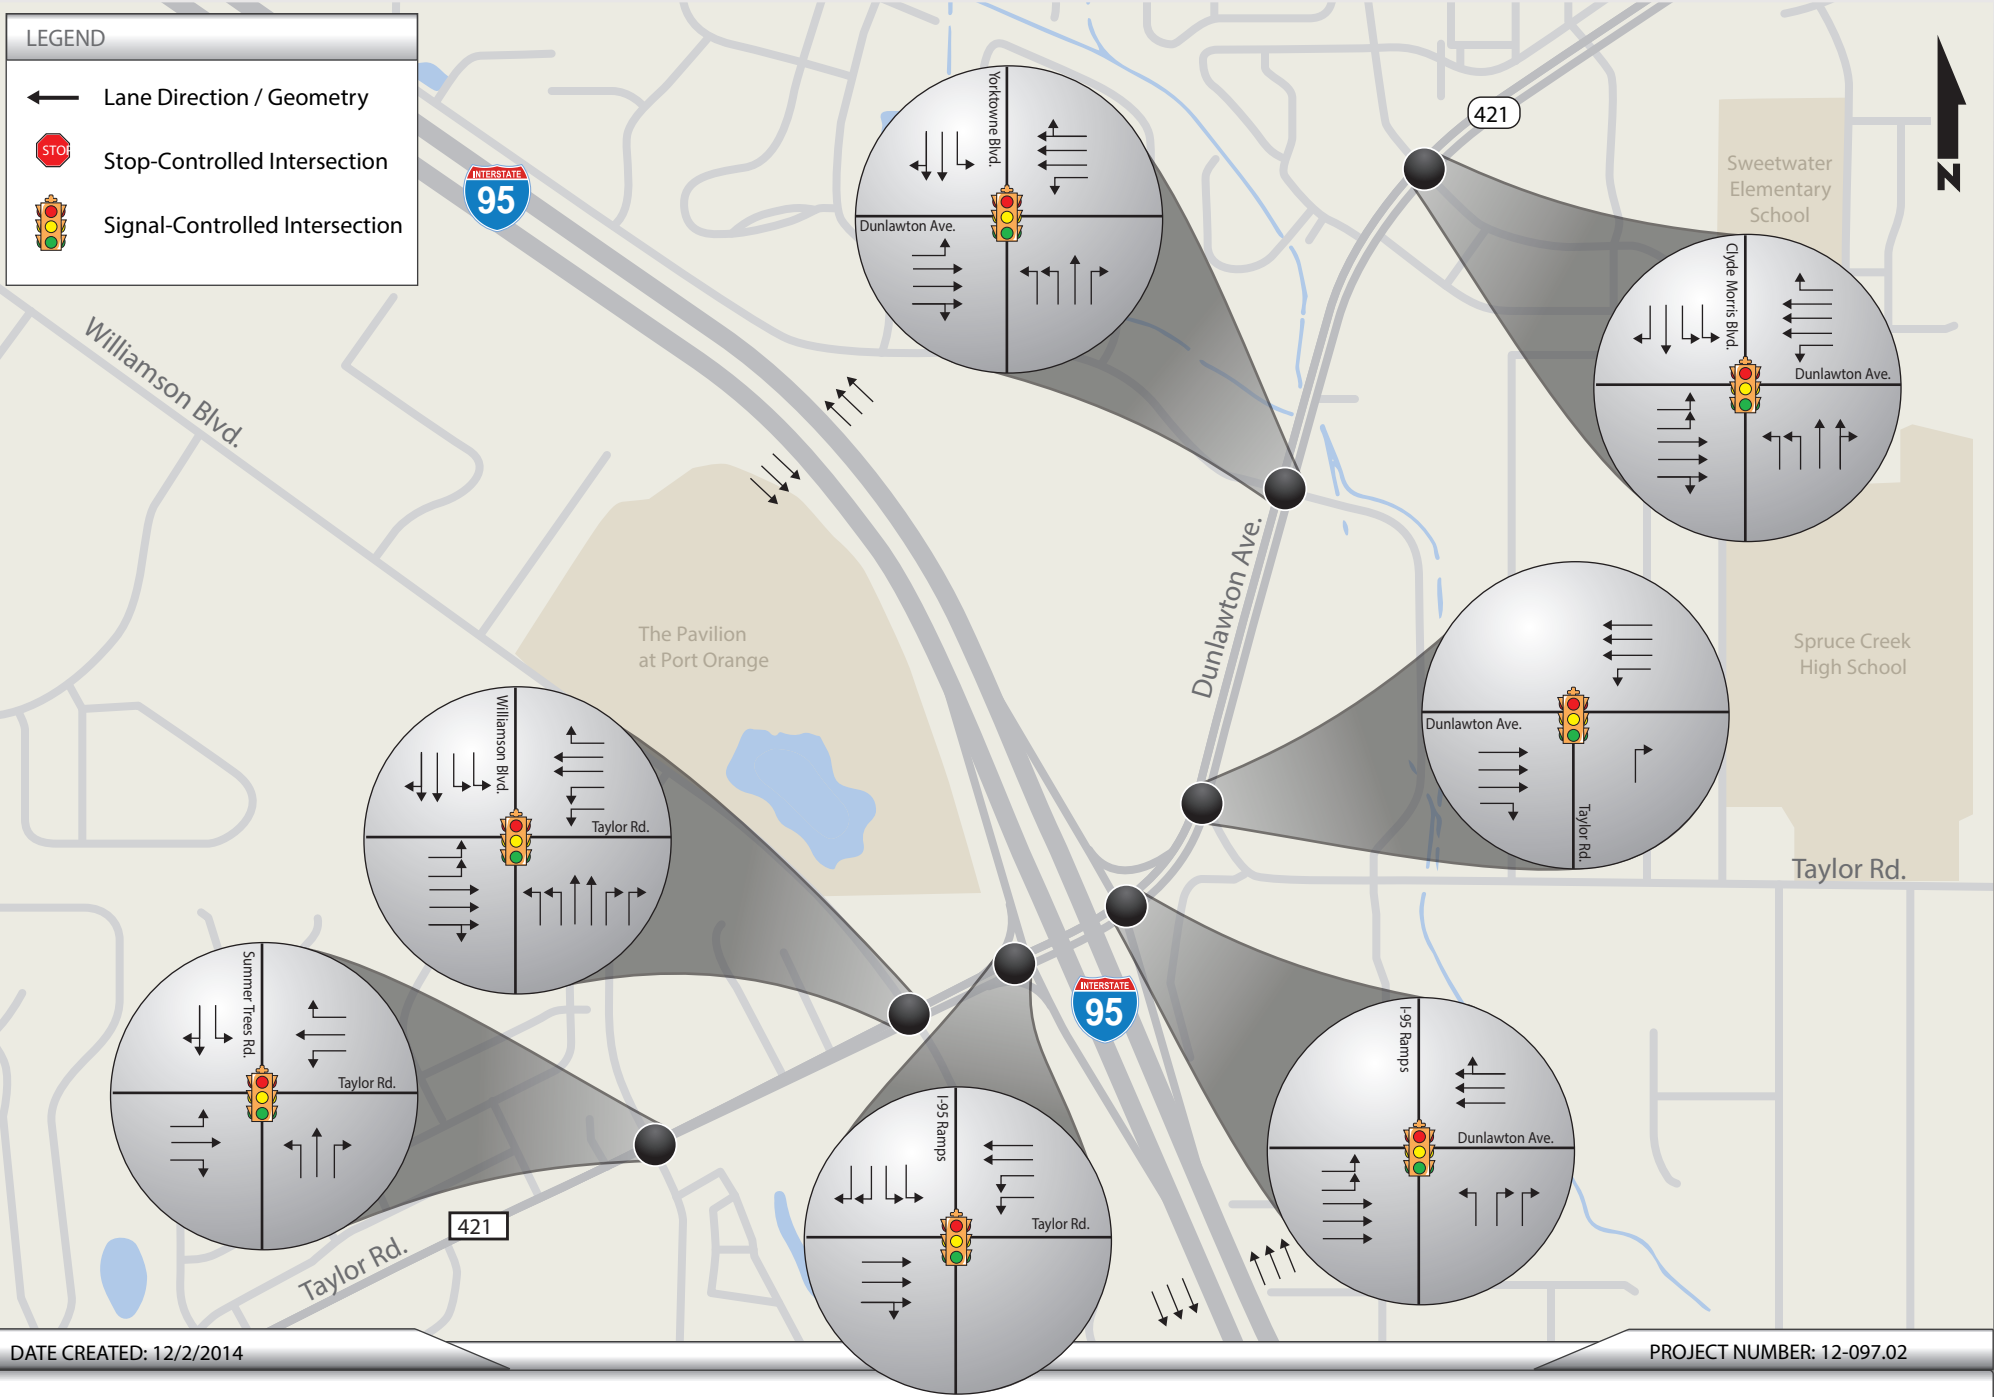 LEGEND
Lane Direction / Geometry
STOP
Stop-Controlled Intersection
Signal-Controlled Intersection
INTERSTATE
95
421
Sweetwater
Elementary
School
N
Yorktowne Blvd.
Dunlawton Ave.
Clyde Morris Blvd.
Dunlawton Ave.
Williamson Blvd.
Dunlawton Ave.
The Pavilion
at Port Orange
Spruce Creek
High School
Williamson Blvd.
Taylor Rd.
Dunlawton Ave.
Taylor Rd.
Taylor Rd.
Summer Trees Rd.
Taylor Rd.
INTERSTATE
95
I-95 Ramps
Dunlawton Ave.
I-95 Ramps
Taylor Rd.
421
Taylor Rd.
DATE CREATED: 12/2/2014
PROJECT NUMBER: 12-097.02